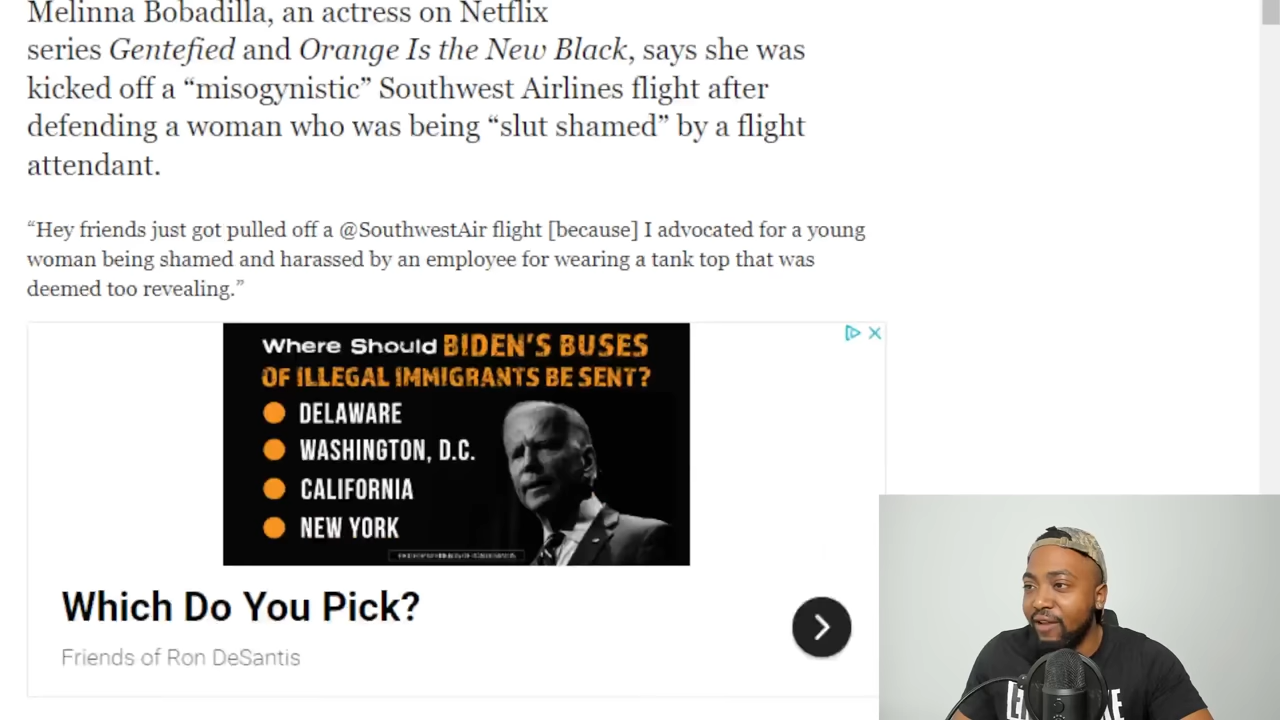 Melinna Bobadilla, an actress on Netflix
series Gentefied and Orange Is the New Black, says she was
kicked off a “misogynistic” Southwest Airlines flight after
defending a woman who was being “slut shamed” by a flight
attendant.
“Hey friends just got pulled off a @SouthwestAir flight [because] I advocated for a young
woman being shamed and harassed by an employee for wearing a tank top that was
deemed too revealing.”
Where Should BIDEN'S BUSES
OF ILLEGAL IMMIGRANTS BE SENT?
DELAWARE
WASHINGTON, D.C.
CALIFORNIA
NEW YORK
Which Do You Pick?
Friends of Ron DeSantis